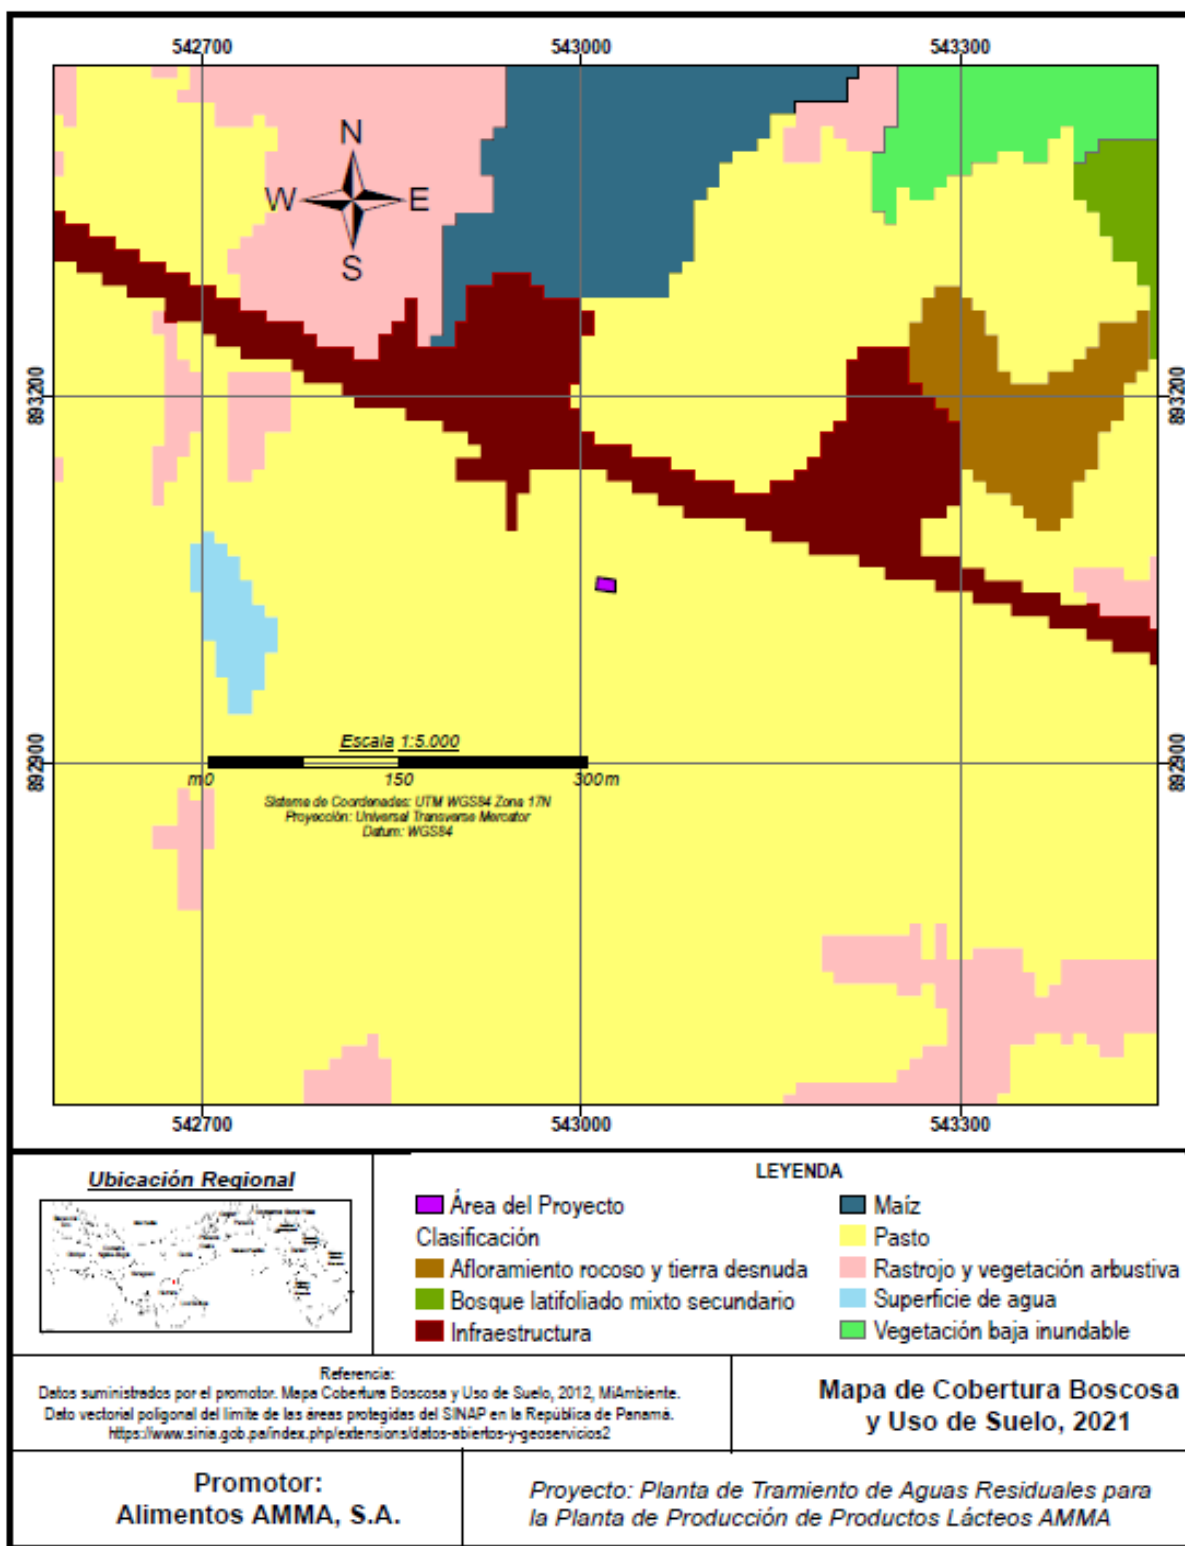 542700
543000
543300
N
W
E
S
893200
893200
892900
892900
Escala 1:5.000
m0
150
300m
Sistema de Coordenadas: UTM WGS84 Zona 17N
Proyección: Universal Transverse Mercator
Datum: WGS84
542700
543000
543300
Ubicación Regional
LEYENDA
Área del Proyecto
Clasificación
Afloramiento rocoso y tierra desnuda
Bosque latifoliado mixto secundario
Infraestructura
Maíz
Pasto
Rastrojo y vegetación arbustiva
Superficie de agua
Vegetación baja inundable
Referencia:
Datos suministrados por el promotor. Mapa Cobertura Boscosa y Uso de Suelo, 2012, MiAmbiente.
Dato vectorial poligonal del límite de las áreas protegidas del SINAP en la República de Panamá.
https://www.sinia.gob.pa/index.php/extensions/datos-abiertos-y-geoservicios2
Mapa de Cobertura Boscosa
y Uso de Suelo, 2021
Promotor:
Alimentos AMMA, S.A.
Proyecto: Planta de Tramiento de Aguas Residuales para
la Planta de Producción de Productos Lácteos AMMA